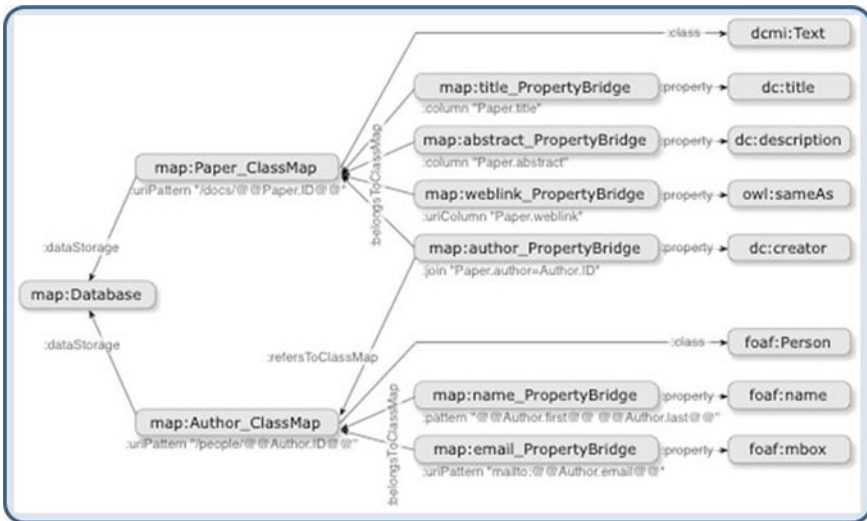 :class
dcmi:Text
map:title_PropertyBridge
:property
dc:title
:column "Paper.title"
map:abstract_PropertyBridge
:property
dc:description
:column "Paper.abstract"
map:Paper_ClassMap
:uriPattern "/docs/@@Paper.ID@@"
:belongsToClassMap
map:weblink_PropertyBridge
:property
owl:sameAs
:uriColumn "Paper.weblink"
map:author_PropertyBridge
:property
dc:creator
:join "Paper.author=Author.ID"
:dataStorage
map:Database
:dataStorage
:refersToClassMap
:class
foaf:Person
map:name_PropertyBridge
:property
foaf:name
:pattern "@@Author.first@@ @@Author.last@@"
map:Author_ClassMap
:uriPattern "/people/@@Author.ID@@"
:belongsToClassMap
map:email_PropertyBridge
:property
foaf:mbox
:uriPattern "mailto:@@Author.email@@"